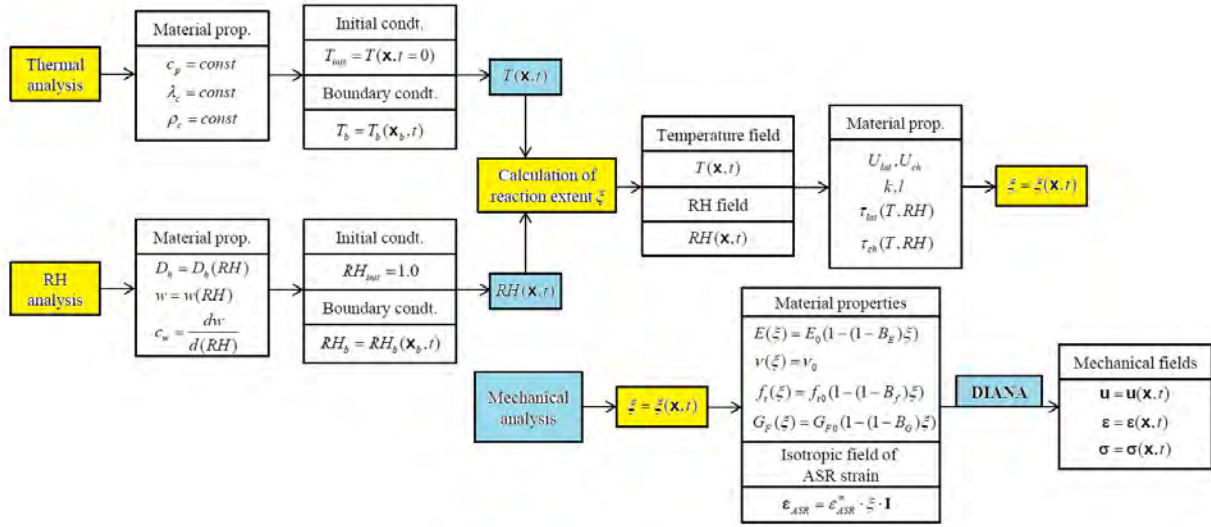 Thermal
analysis
Material prop.
c_p = const
λ_c = const
ρ_c = const
Initial condt.
T_init = T(x, t = 0)
Boundary condt.
T_b = T_b(x_b, t)
T(x, t)
RH
analysis
Material prop.
D_h = D_h(RH)
w = w(RH)
c_w = dw
d(RH)
Initial condt.
RH_init = 1.0
Boundary condt.
RH_b = RH_b(x_b, t)
RH(x, t)
Calculation of
reaction extent ξ
Temperature field
T(x, t)
RH field
RH(x, t)
Material prop.
U_lat, U_ch
k, l
τ_lat(T, RH)
τ_ch(T, RH)
ξ = ξ(x, t)
Mechanical
analysis
ξ = ξ(x, t)
Material properties
E(ξ) = E_0(1 − (1 − B_E)ξ)
ν(ξ) = ν_0
f_t(ξ) = f_t0(1 − (1 − B_f)ξ)
G_F(ξ) = G_F0(1 − (1 − B_G)ξ)
Isotropic field of
ASR strain
ε_ASR = ε^∞_ASR · ξ · I
DIANA
Mechanical fields
u = u(x, t)
ε = ε(x, t)
σ = σ(x, t)